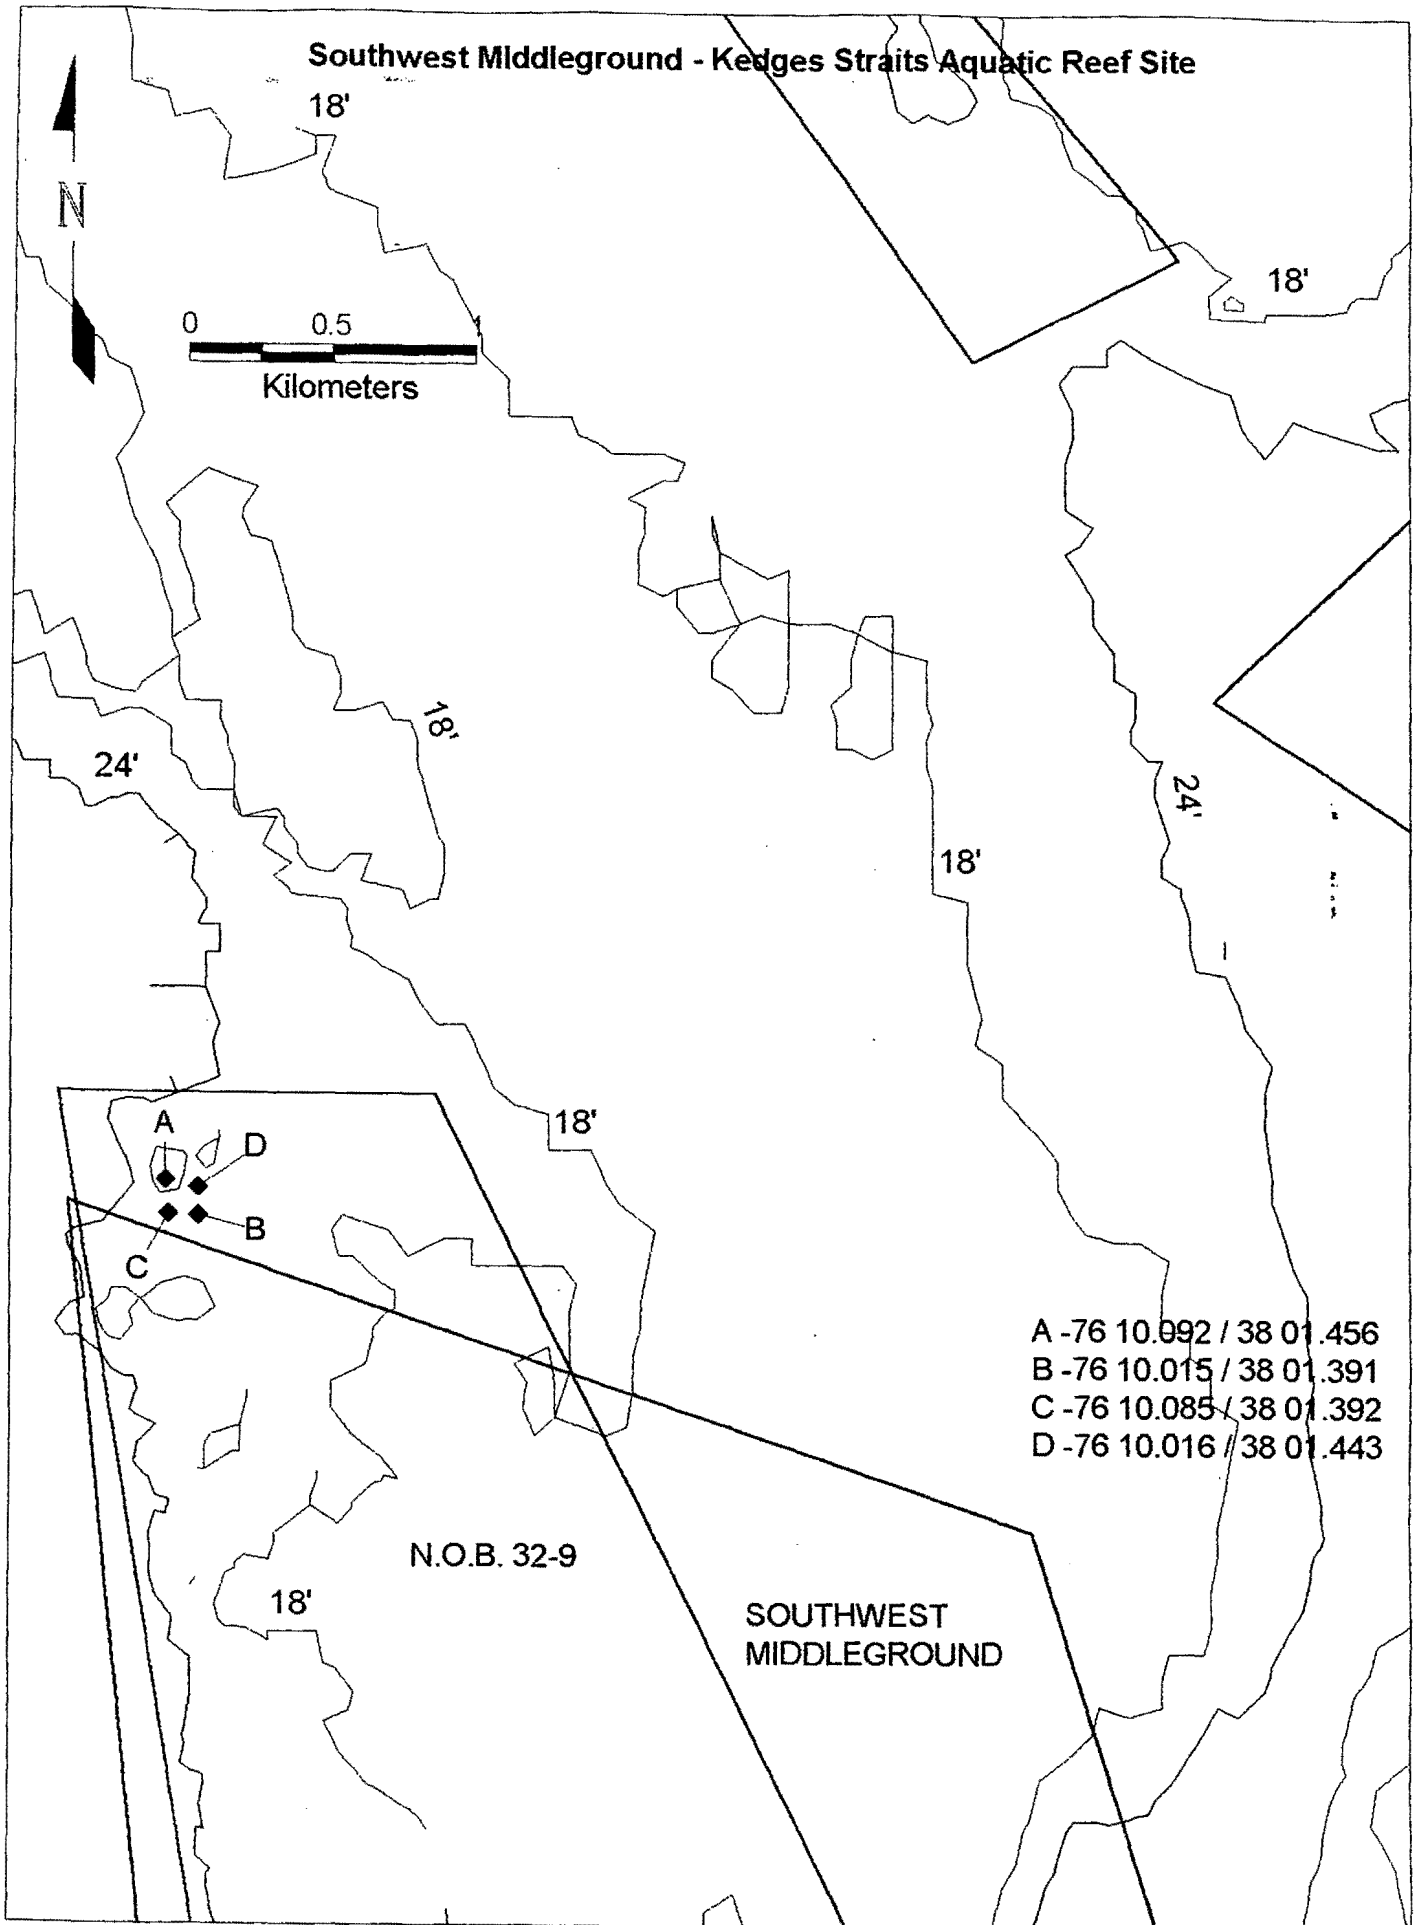 Southwest Middleground - Kedges Straits Aquatic Reef Site
18'
N
18'
0 0.5 1
Kilometers
18'
24'
24'
18'
18'
A
D
B
C
A -76 10.092 / 38 01.456
B -76 10.015 / 38 01.391
C -76 10.085 / 38 01.392
D -76 10.016 / 38 01.443
N.O.B. 32-9
18'
SOUTHWEST
MIDDLEGROUND